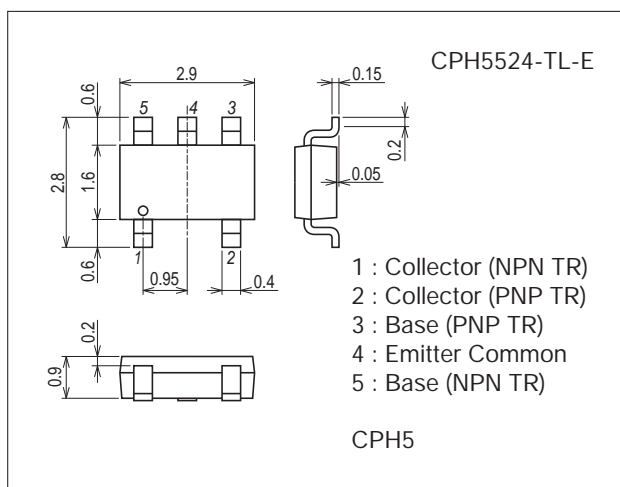 CPH5524-TL-E
2.9
0.15
0.6
5
4
3
0.2
2.8
1.6
0.05
0.6
1
2
0.95
0.4
0.2
0.9
1 : Collector (NPN TR)
2 : Collector (PNP TR)
3 : Base (PNP TR)
4 : Emitter Common
5 : Base (NPN TR)
CPH5